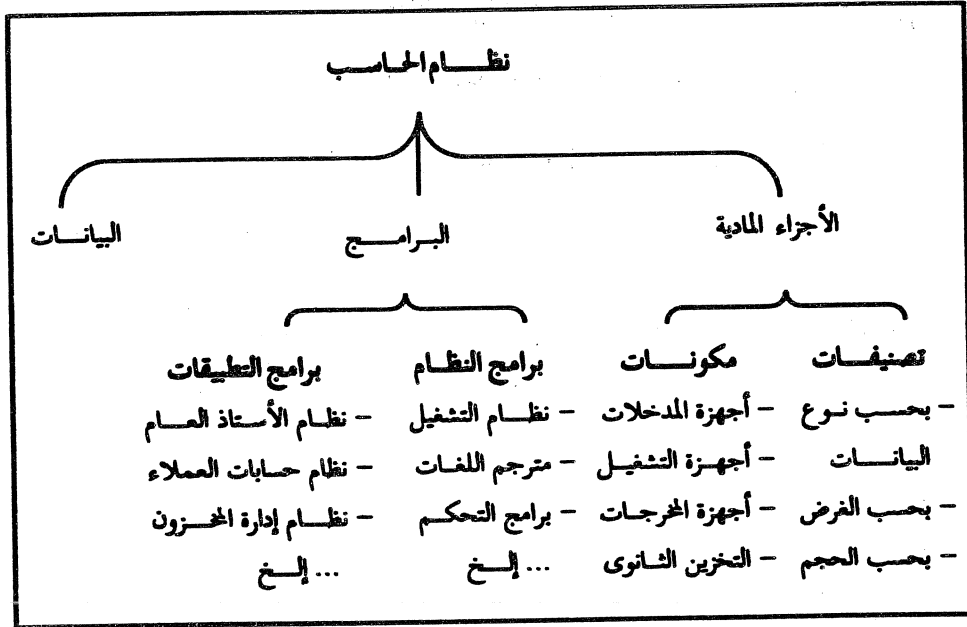 نظام الحاسب
الأجزاء المادية البرامج البيانات
تصنيفات مكونات برامج النظام برامج التطبيقات
– بحسب نوع – أجهزة المدخلات – نظام التشغيل – نظام الأستاذ العام
البيانات – أجهزة التشغيل – مترجم اللغات – نظام حسابات العملاء
– بحسب الغرض – أجهزة المخرجات – برامج التحكم – نظام إدارة المخزون
– بحسب الحجم – التخزين الثانوى ... إلخ ... إلخ